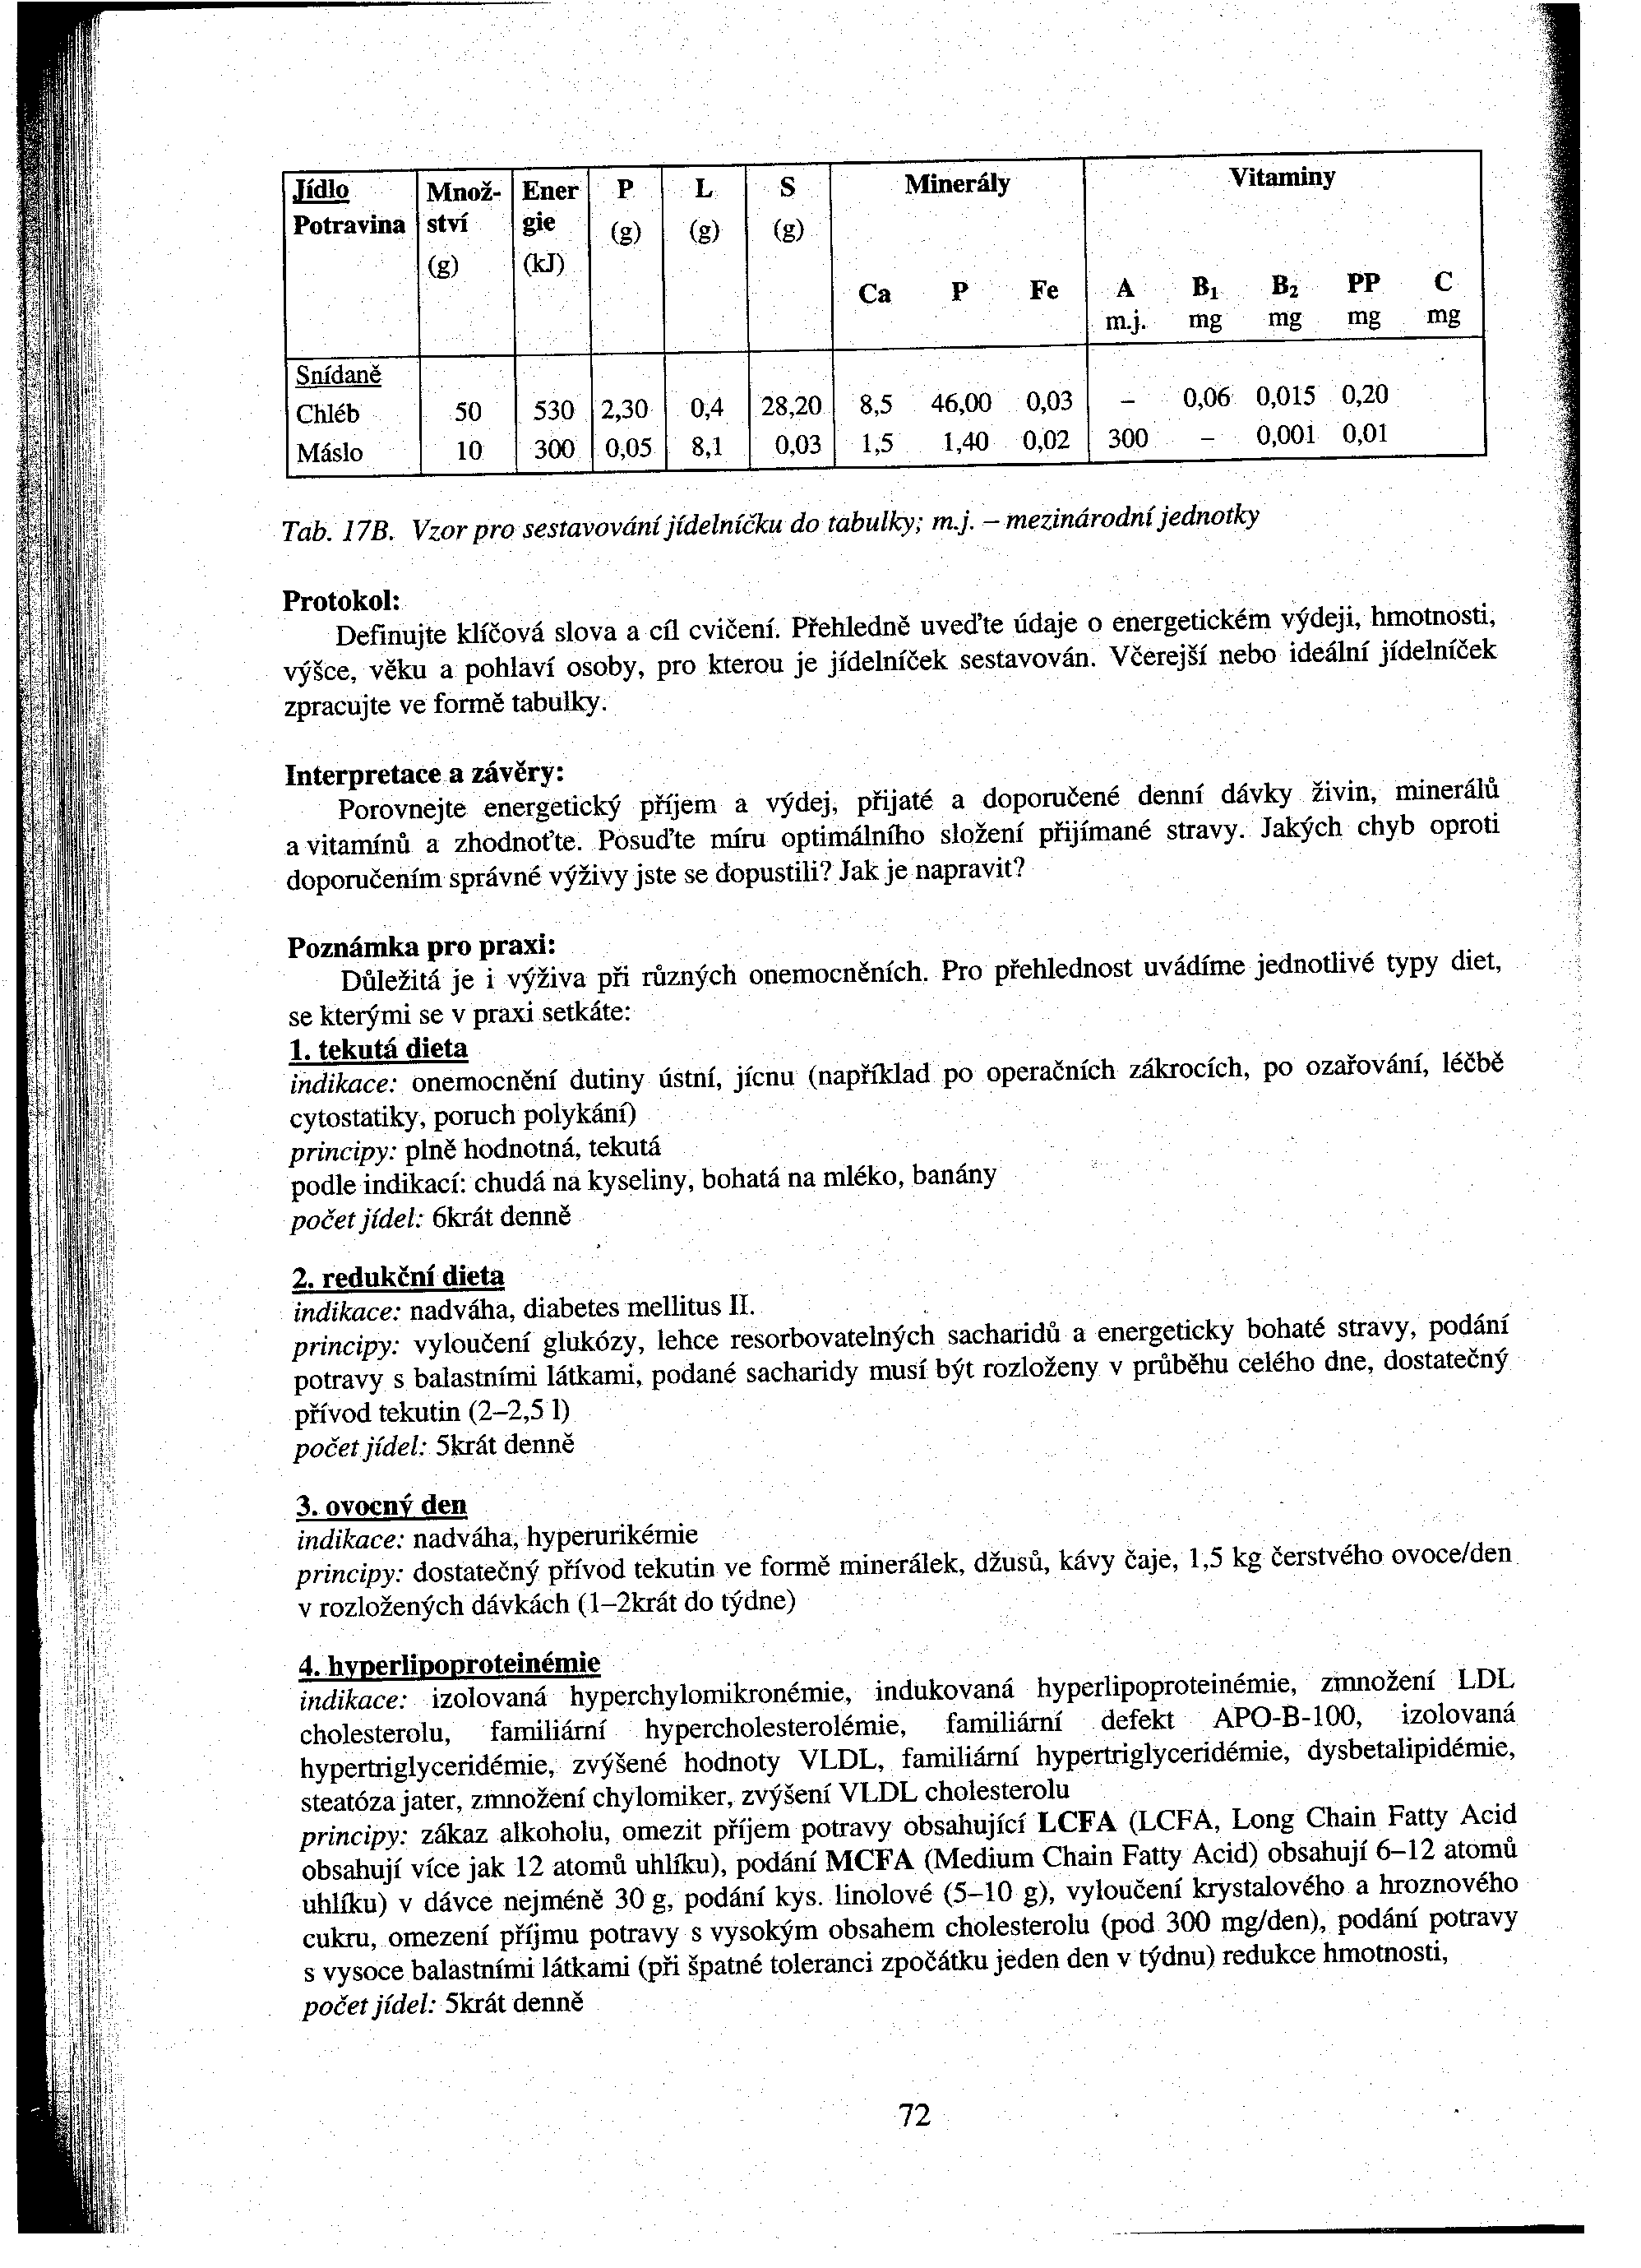 Jídlo Množ- Ener P L S Minerály Vitaminy
Potravina ství gie (g) (g) (g)
(g) (kJ)
Ca P Fe A B₁ B₂ PP C
m.j. mg mg mg mg
Snídaně
Chléb 50 530 2,30 0,4 28,20 8,5 46,00 0,03 – 0,06 0,015 0,20
Máslo 10 300 0,05 8,1 0,03 1,5 1,40 0,02 300 – 0,001 0,01
Tab. 17B. Vzor pro sestavování jídelníčku do tabulky; m.j. – mezinárodní jednotky
Protokol:
Definujte klíčová slova a cíl cvičení. Přehledně uveďte údaje o energetickém výdeji, hmotnosti,
výšce, věku a pohlaví osoby, pro kterou je jídelníček sestavován. Včerejší nebo ideální jídelníček
zpracujte ve formě tabulky.
Interpretace a závěry:
Porovnejte energetický příjem a výdej, přijaté a doporučené denní dávky živin, minerálů
a vitamínů a zhodnoťte. Posuďte míru optimálního složení přijímané stravy. Jakých chyb oproti
doporučením správné výživy jste se dopustili? Jak je napravit?
Poznámka pro praxi:
Důležitá je i výživa při různých onemocněních. Pro přehlednost uvádíme jednotlivé typy diet,
se kterými se v praxi setkáte:
1. tekutá dieta
indikace: onemocnění dutiny ústní, jícnu (například po operačních zákrocích, po ozařování, léčbě
cytostatiky, poruch polykání)
principy: plně hodnotná, tekutá
podle indikací: chudá na kyseliny, bohatá na mléko, banány
počet jídel: 6krát denně
2. redukční dieta
indikace: nadváha, diabetes mellitus II.
principy: vyloučení glukózy, lehce resorbovatelných sacharidů a energeticky bohaté stravy, podání
potravy s balastními látkami, podané sacharidy musí být rozloženy v průběhu celého dne, dostatečný
přívod tekutin (2–2,5 l)
počet jídel: 5krát denně
3. ovocný den
indikace: nadváha, hyperurikémie
principy: dostatečný přívod tekutin ve formě minerálek, džusů, kávy čaje, 1,5 kg čerstvého ovoce/den
v rozložených dávkách (1–2krát do týdne)
4. hyperlipoproteinémie
indikace: izolovaná hyperchylomikronémie, indukovaná hyperlipoproteinémie, zmnožení LDL
cholesterolu, familiární hypercholesterolémie, familiární defekt APO-B-100, izolovaná
hypertriglyceridémie, zvýšené hodnoty VLDL, familiární hypertriglyceridémie, dysbetalipidémie,
steatóza jater, zmnožení chylomiker, zvýšení VLDL cholesterolu
principy: zákaz alkoholu, omezit příjem potravy obsahující LCFA (LCFA, Long Chain Fatty Acid
obsahují více jak 12 atomů uhlíku), podání MCFA (Medium Chain Fatty Acid) obsahují 6–12 atomů
uhlíku) v dávce nejméně 30 g, podání kys. linolové (5–10 g), vyloučení krystalového a hroznového
cukru, omezení příjmu potravy s vysokým obsahem cholesterolu (pod 300 mg/den), podání potravy
s vysoce balastními látkami (při špatné toleranci zpočátku jeden den v týdnu) redukce hmotnosti,
počet jídel: 5krát denně
72